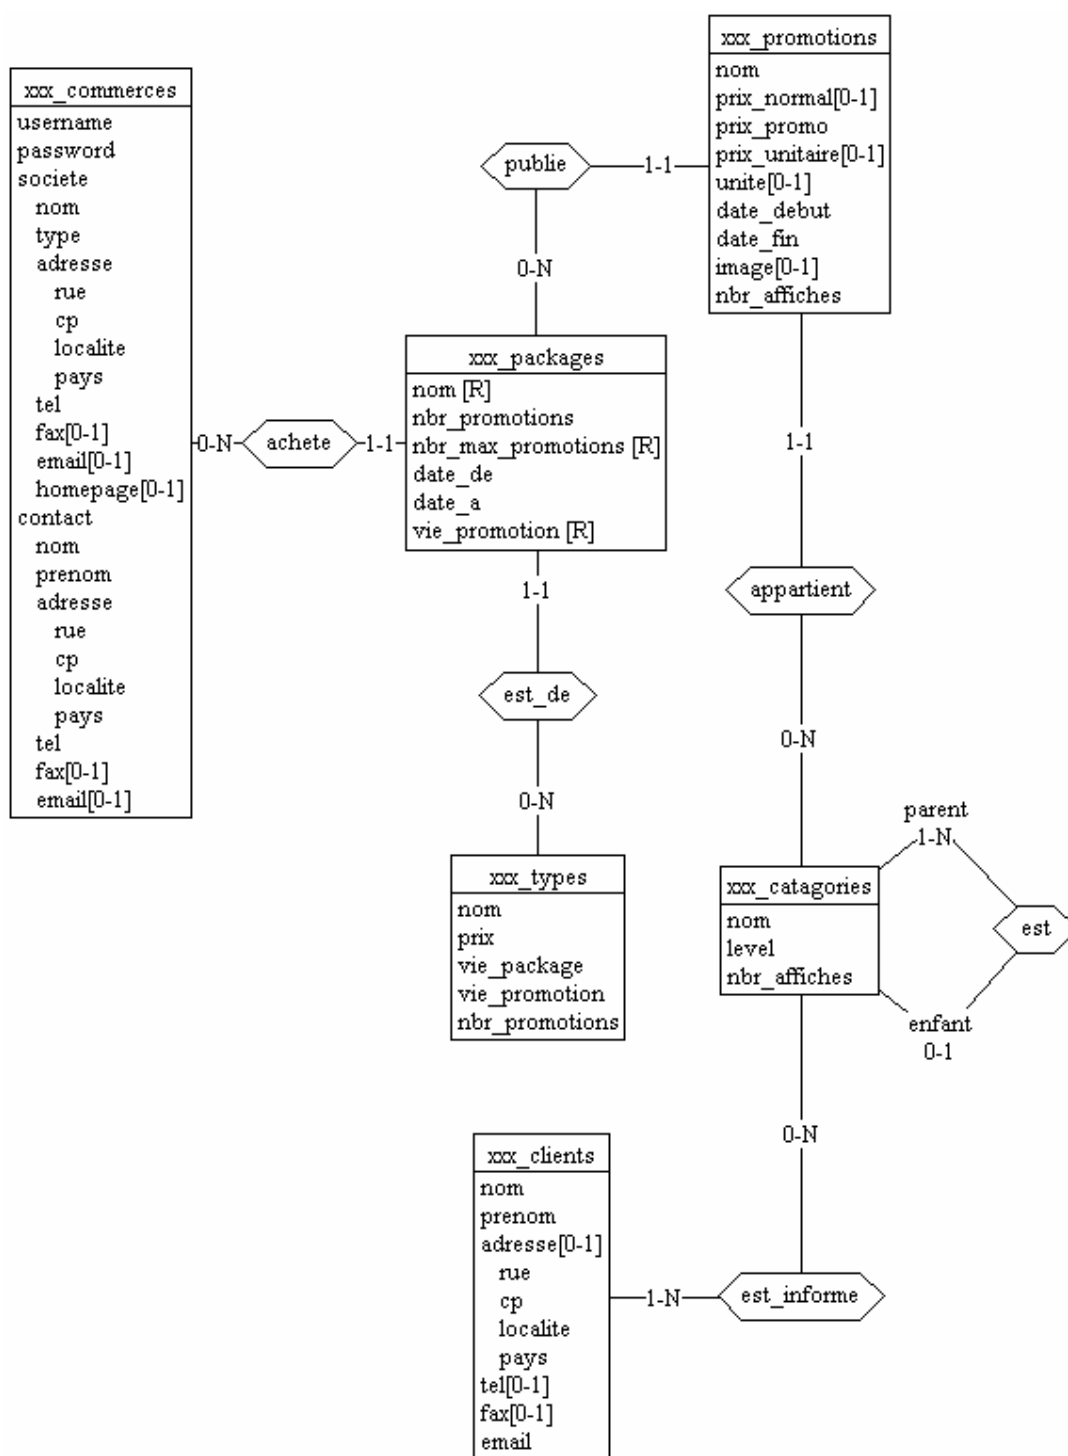 xxx_promotions
nom
prix_normal[0-1]
prix_promo
prix_unitaire[0-1]
unite[0-1]
date_debut
date_fin
image[0-1]
nbr_affiches
xxx_commerces
username
password
societe
nom
type
adresse
rue
cp
localite
pays
tel
fax[0-1]
email[0-1]
homepage[0-1]
contact
nom
prenom
adresse
rue
cp
localite
pays
tel
fax[0-1]
email[0-1]
publie
1-1
0-N
xxx_packages
nom [R]
nbr_promotions
nbr_max_promotions [R]
date_de
date_a
vie_promotion [R]
0-N
achete
1-1
1-1
est_de
0-N
xxx_types
nom
prix
vie_package
vie_promotion
nbr_promotions
1-1
appartient
0-N
xxx_catagories
nom
level
nbr_affiches
parent
1-N
est
enfant
0-1
0-N
est_informe
1-N
xxx_clients
nom
prenom
adresse[0-1]
rue
cp
localite
pays
tel[0-1]
fax[0-1]
email